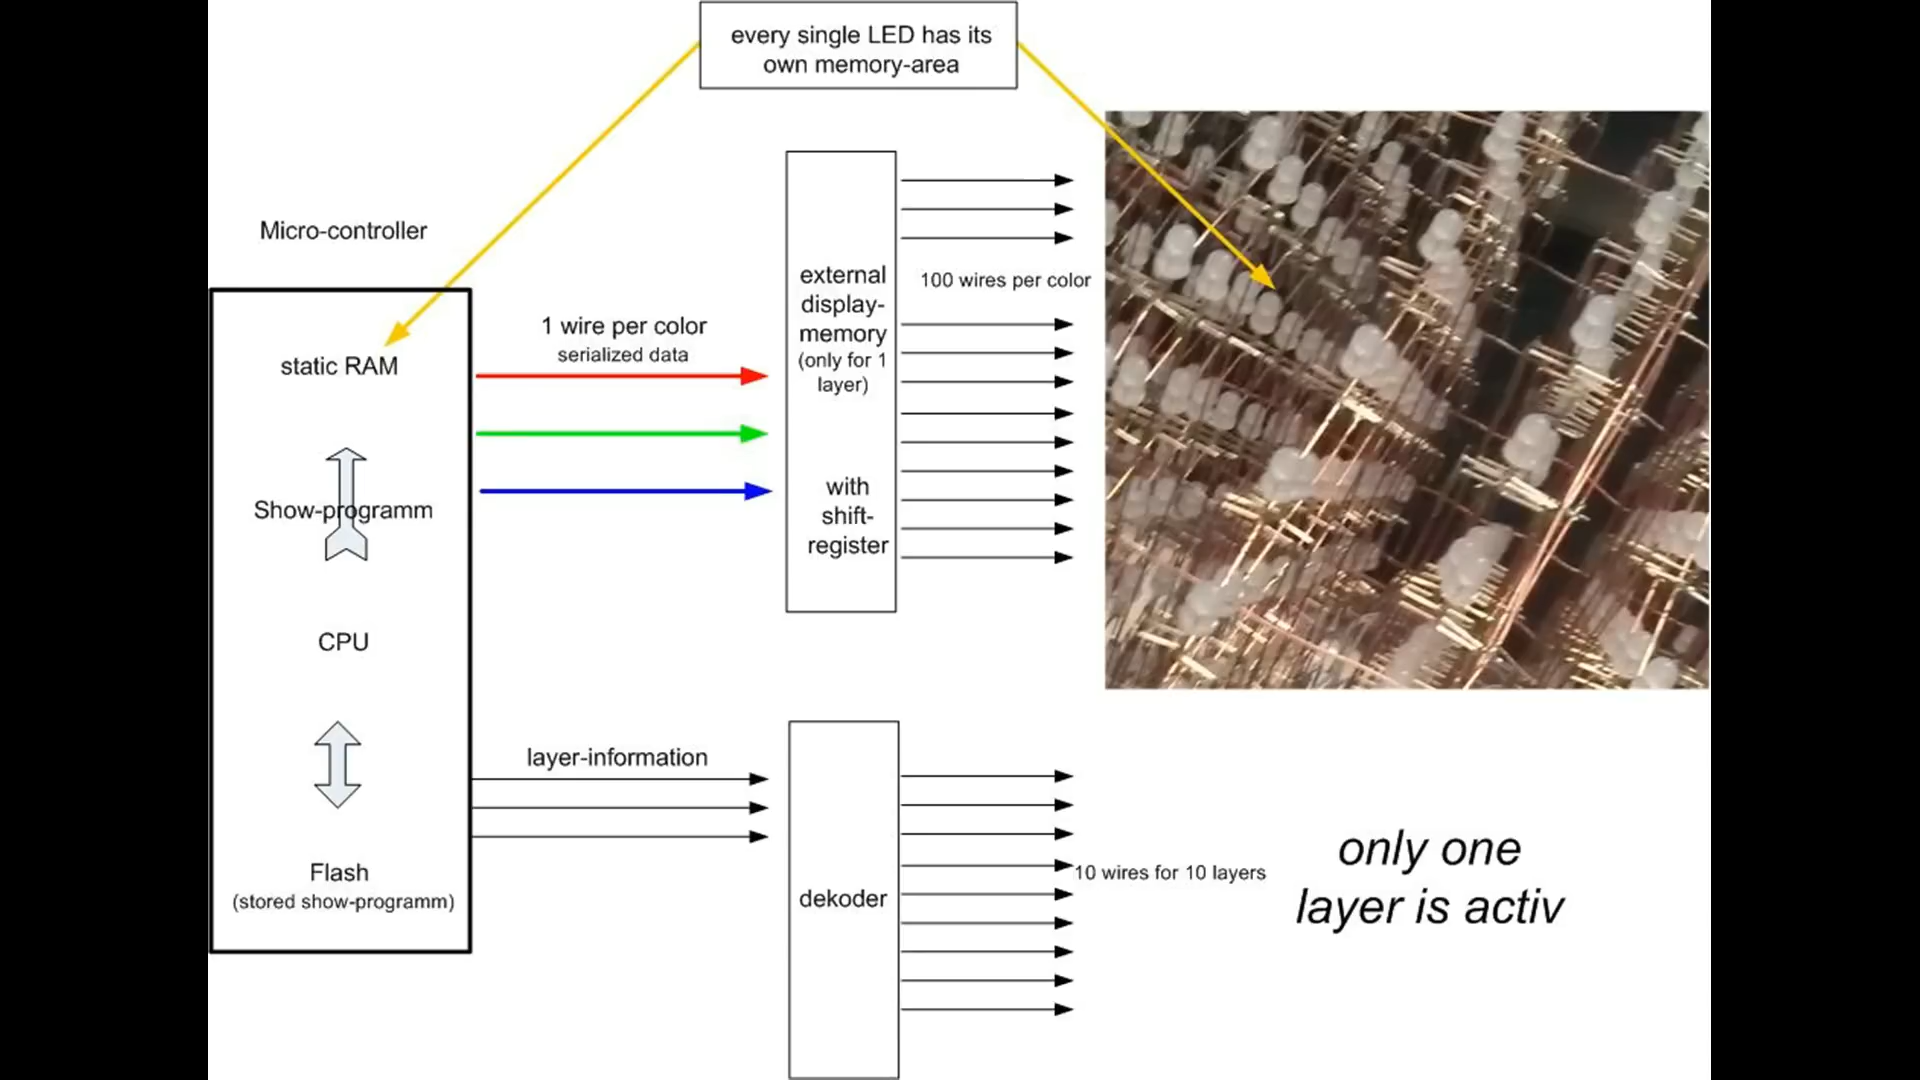 every single LED has its
own memory-area
Micro-controller
static RAM
Show-programm
CPU
Flash
(stored show-programm)
1 wire per color
serialized data
external
display-
memory
(only for 1
layer)
with
shift-
register
100 wires per color
layer-information
dekoder
10 wires for 10 layers
only one
layer is activ